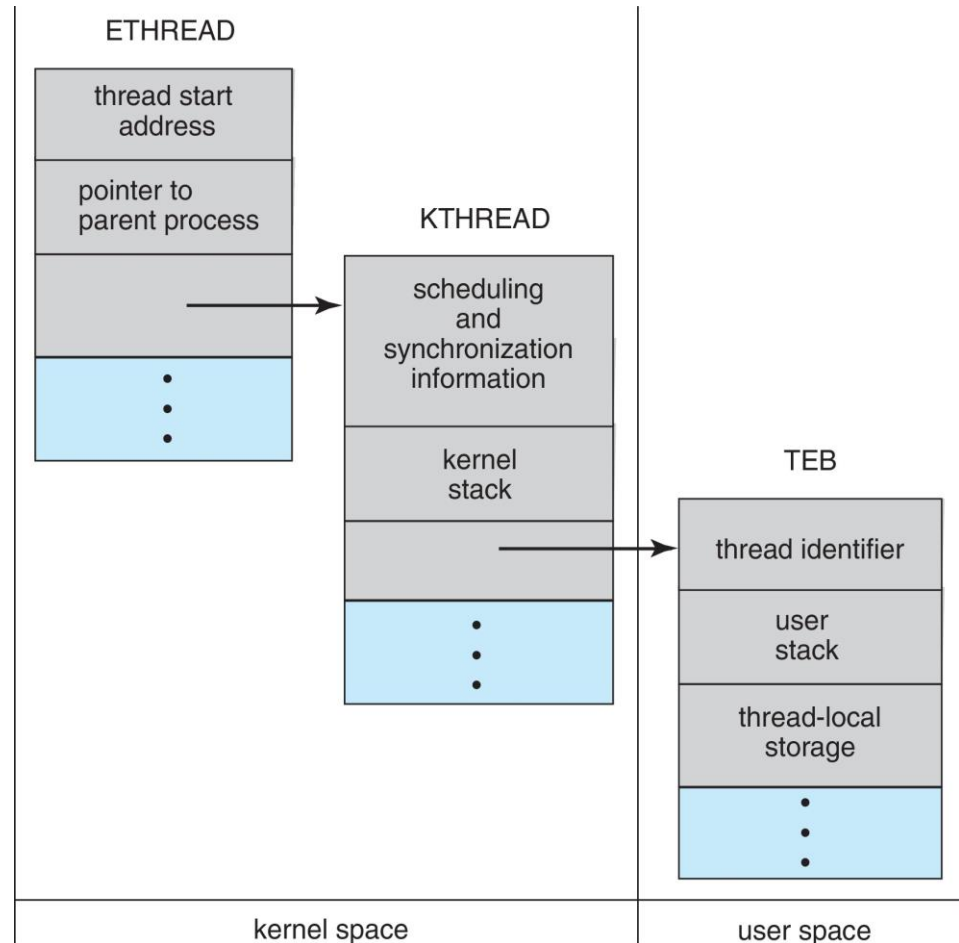 ETHREAD
thread start
address
pointer to
parent process
KTHREAD
scheduling
and
synchronization
information
kernel
stack
TEB
thread identifier
user
stack
thread-local
storage
kernel space
user space